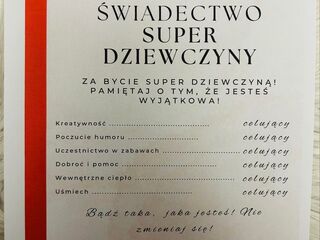 ŚWIADECTWO
SUPER
DZIEWCZYNY
ZA BYCIE SUPER DZIEWCZYNĄ!
PAMIĘTAJ O TYM, ŻE JESTEŚ
WYJĄTKOWA!
Kreatywność ........................................ celujący
Poczucie humoru ................................ celujący
Uczestnictwo w zabawach ................ celujący
Dobroć i pomoc ................................... celujący
Wewnętrzne ciepło ............................ celujący
Uśmiech ................................................ celujący
Bądź taka, jaka jesteś! Nie
zmieniaj się!